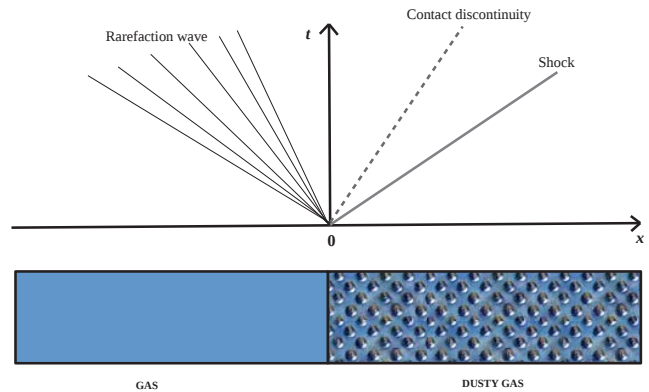 Contact discontinuity
Rarefaction wave
t
Shock
0
x
GAS
DUSTY GAS